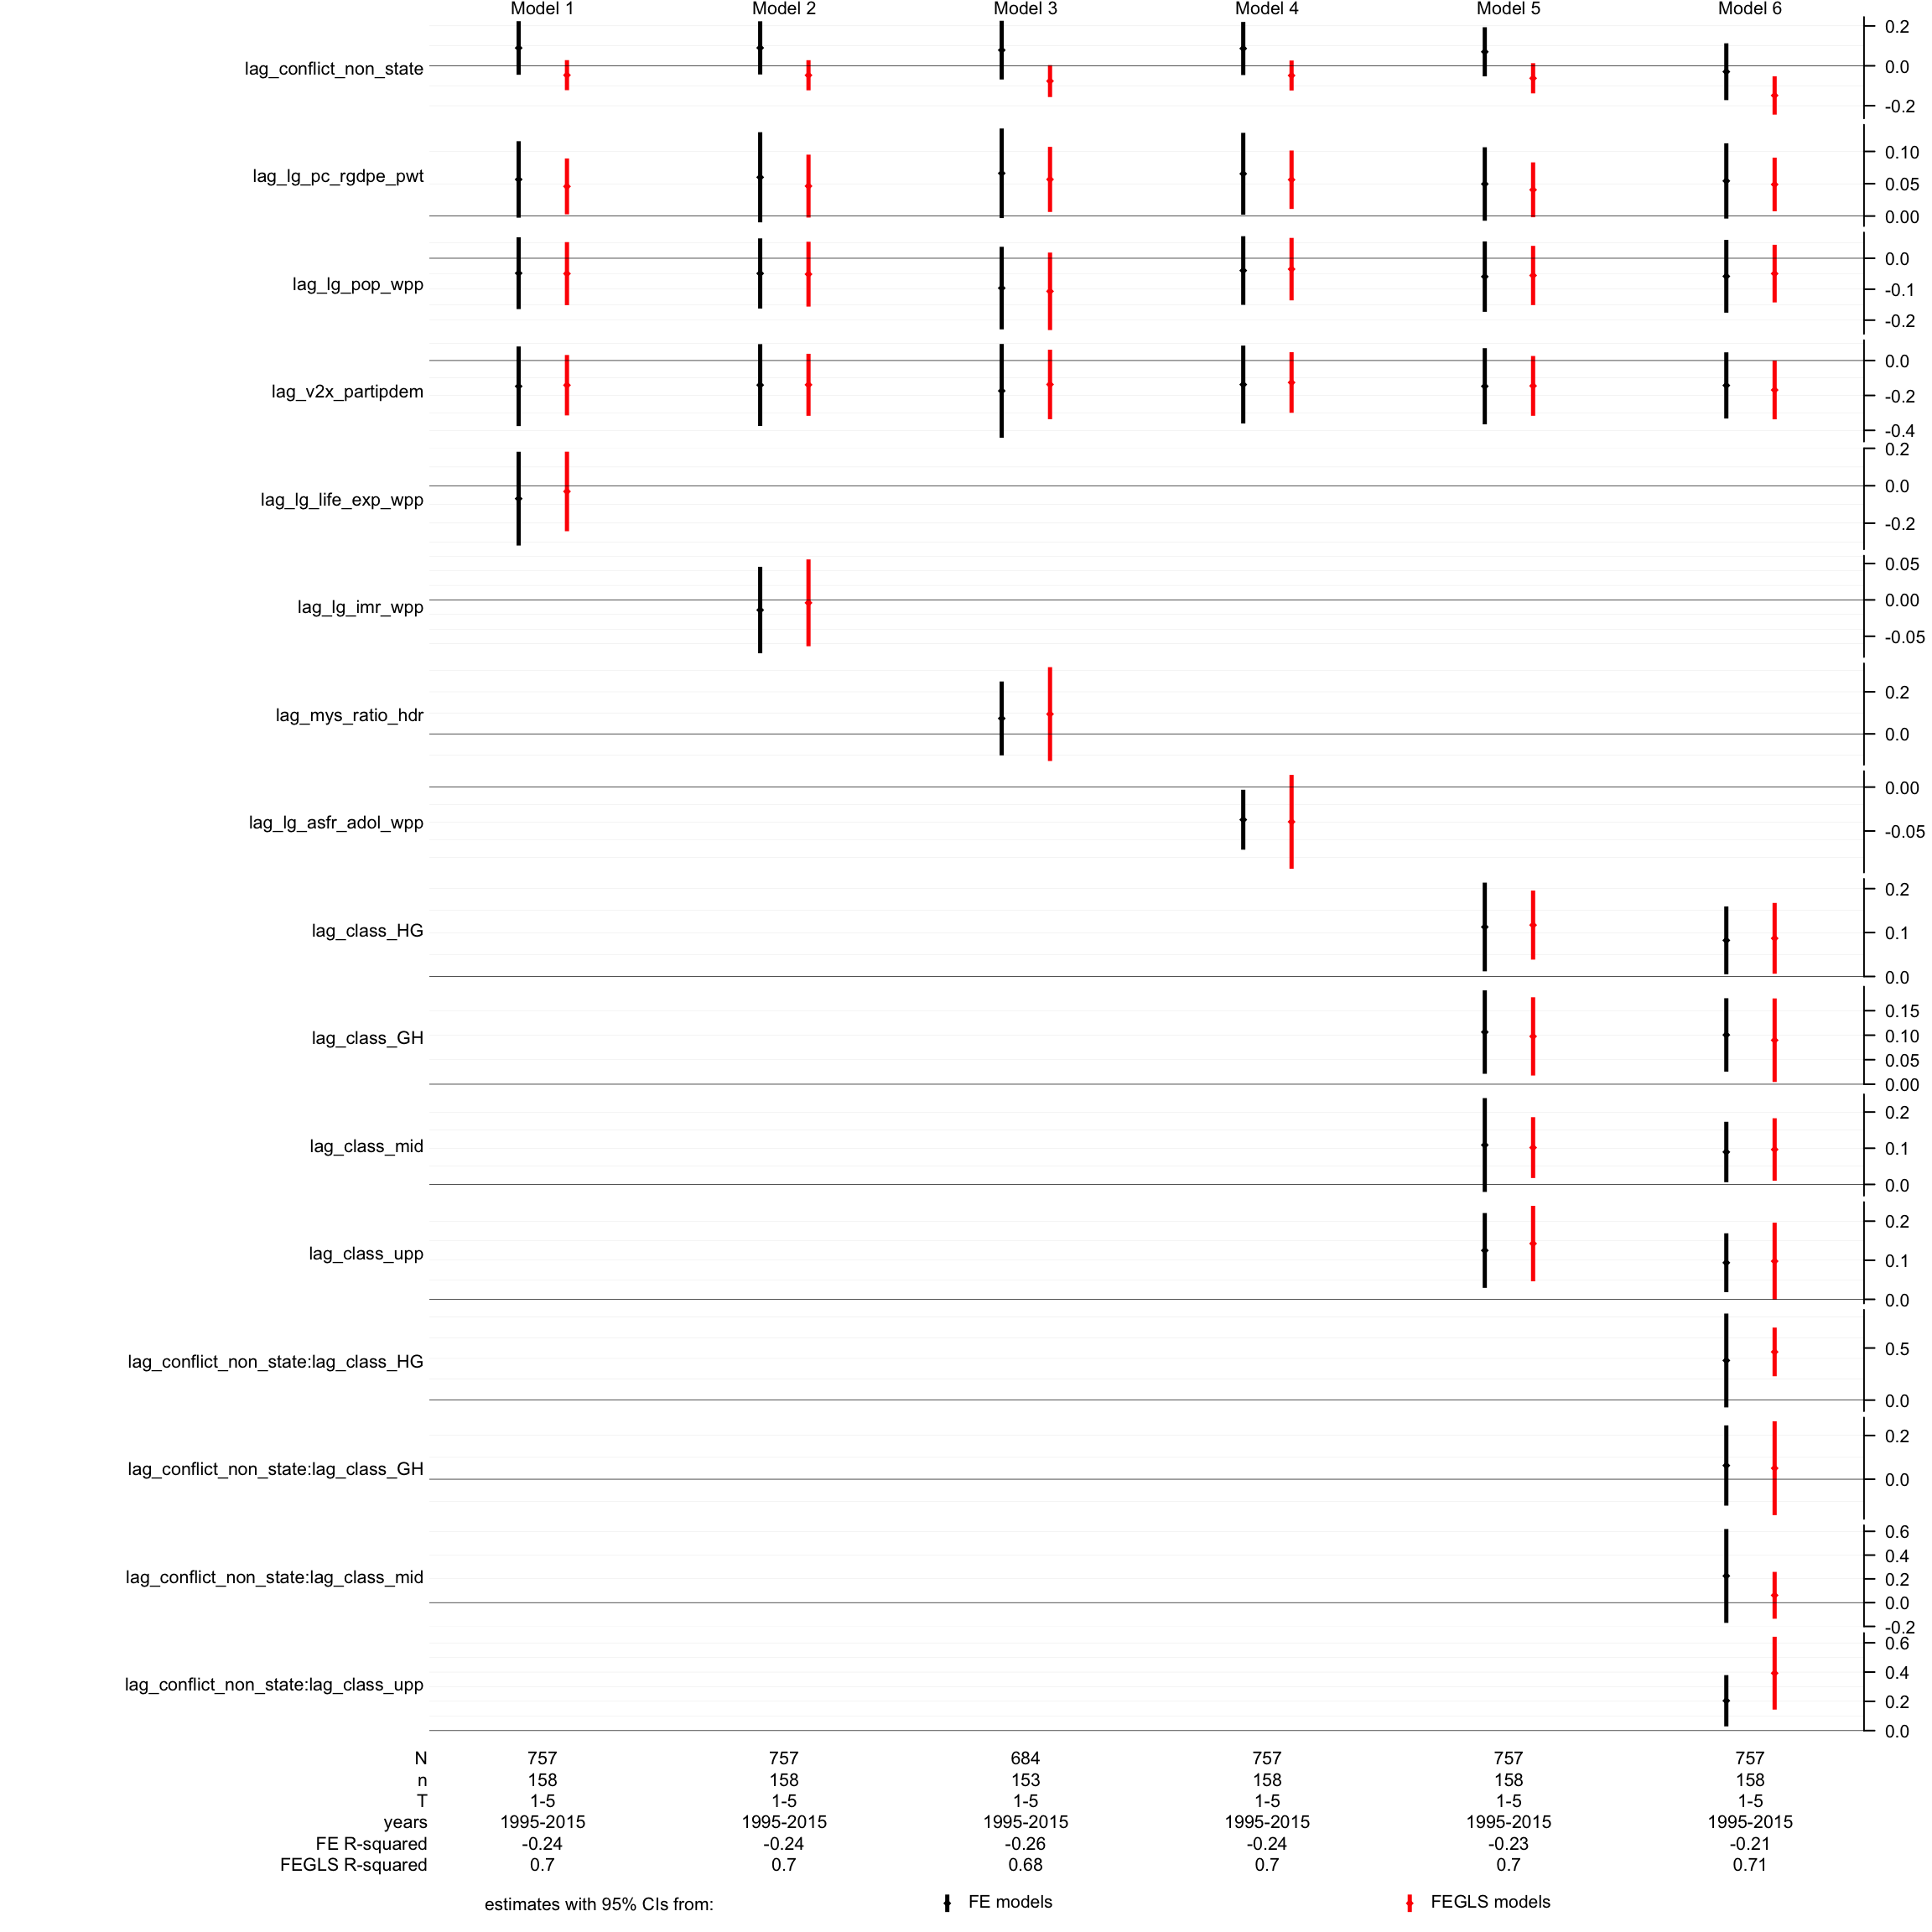 Model 1 Model 2 Model 3 Model 4 Model 5 Model 6
lag_conflict_non_state
0.2
0.0
-0.2
lag_lg_pc_rgdpe_pwt
0.10
0.05
0.00
lag_lg_pop_wpp
0.0
-0.1
-0.2
lag_v2x_partipdem
0.0
-0.2
-0.4
lag_lg_life_exp_wpp
0.2
0.0
-0.2
lag_lg_imr_wpp
0.05
0.00
-0.05
lag_mys_ratio_hdr
0.2
0.0
lag_lg_asfr_adol_wpp
0.00
-0.05
lag_class_HG
0.2
0.1
0.0
lag_class_GH
0.15
0.10
0.05
0.00
lag_class_mid
0.2
0.1
0.0
lag_class_upp
0.2
0.1
0.0
lag_conflict_non_state:lag_class_HG
0.5
0.0
lag_conflict_non_state:lag_class_GH
0.2
0.0
lag_conflict_non_state:lag_class_mid
0.6
0.4
0.2
0.0
-0.2
lag_conflict_non_state:lag_class_upp
0.6
0.4
0.2
0.0
N 757 757 684 757 757 757
n 158 158 153 158 158 158
T 1-5 1-5 1-5 1-5 1-5 1-5
years 1995-2015 1995-2015 1995-2015 1995-2015 1995-2015 1995-2015
FE R-squared -0.24 -0.24 -0.26 -0.24 -0.23 -0.21
FEGLS R-squared 0.7 0.7 0.68 0.7 0.7 0.71
estimates with 95% CIs from: FE models FEGLS models